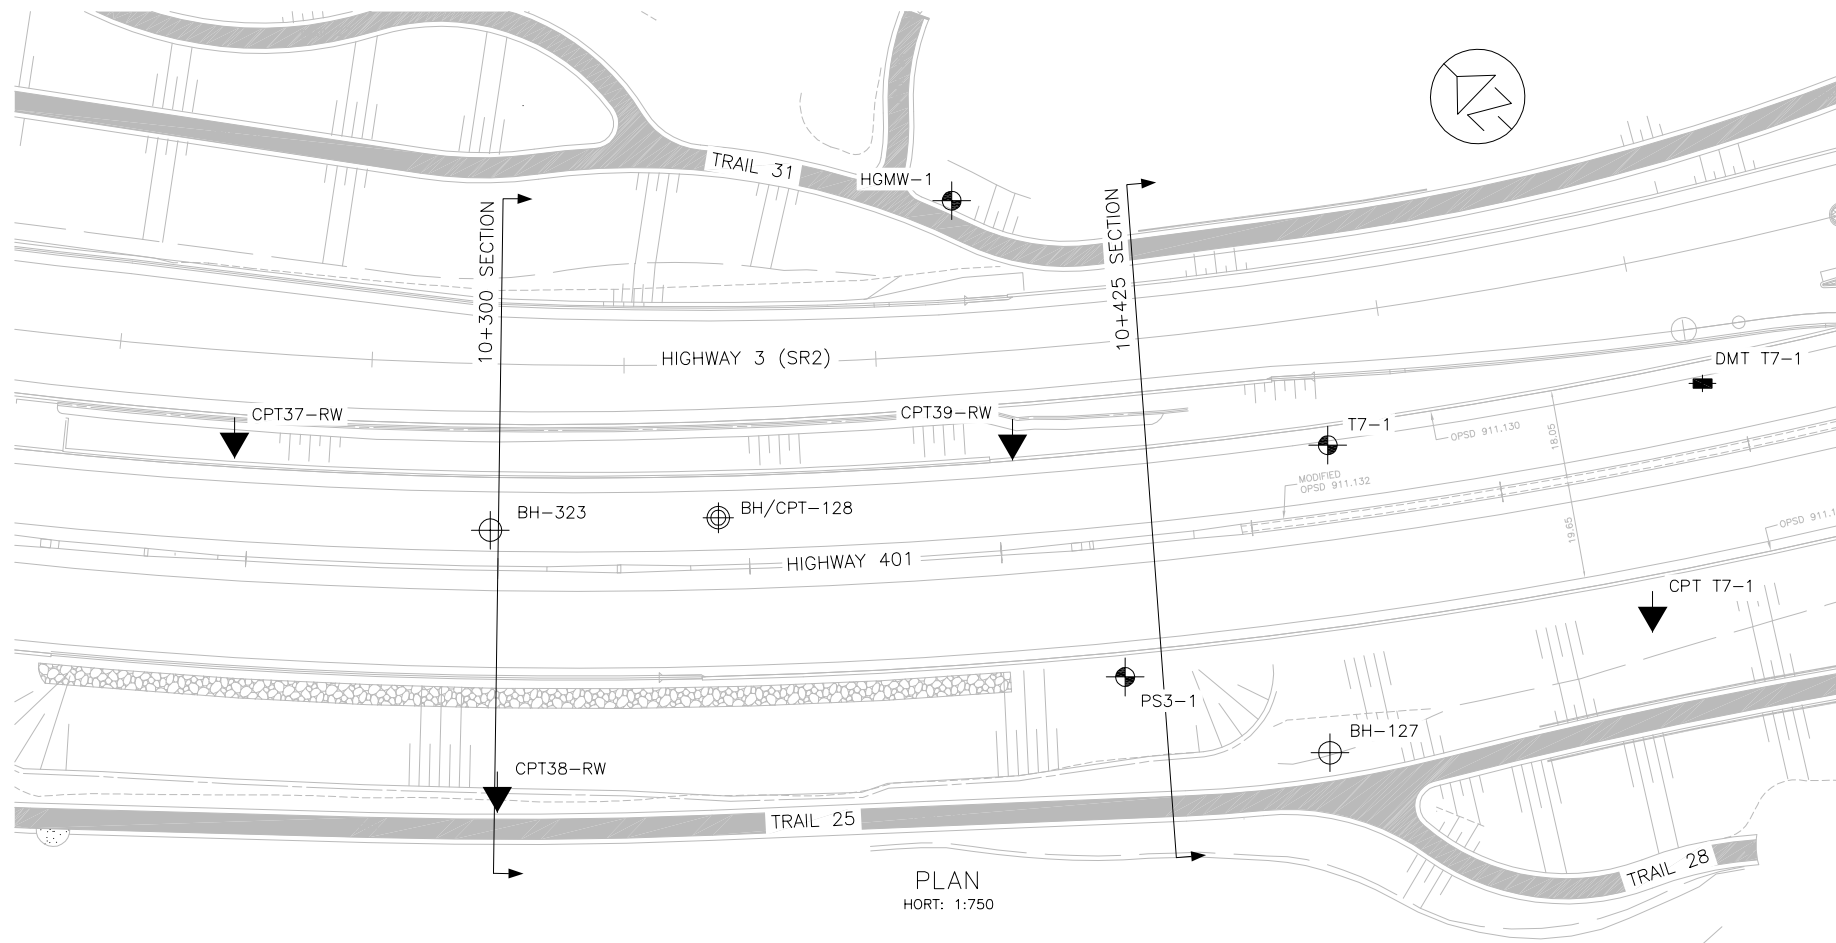 TRAIL 31
HGMW-1
10+300 SECTION
10+425 SECTION
HIGHWAY 3 (SR2)
DMT T7-1
CPT37-RW
CPT39-RW
T7-1
OPSD 911.130
18.05
MODIFIED
OPSD 911.132
BH-323
BH/CPT-128
19.65
HIGHWAY 401
CPT T7-1
PS3-1
BH-127
CPT38-RW
TRAIL 25
TRAIL 28
PLAN
HORT: 1:750